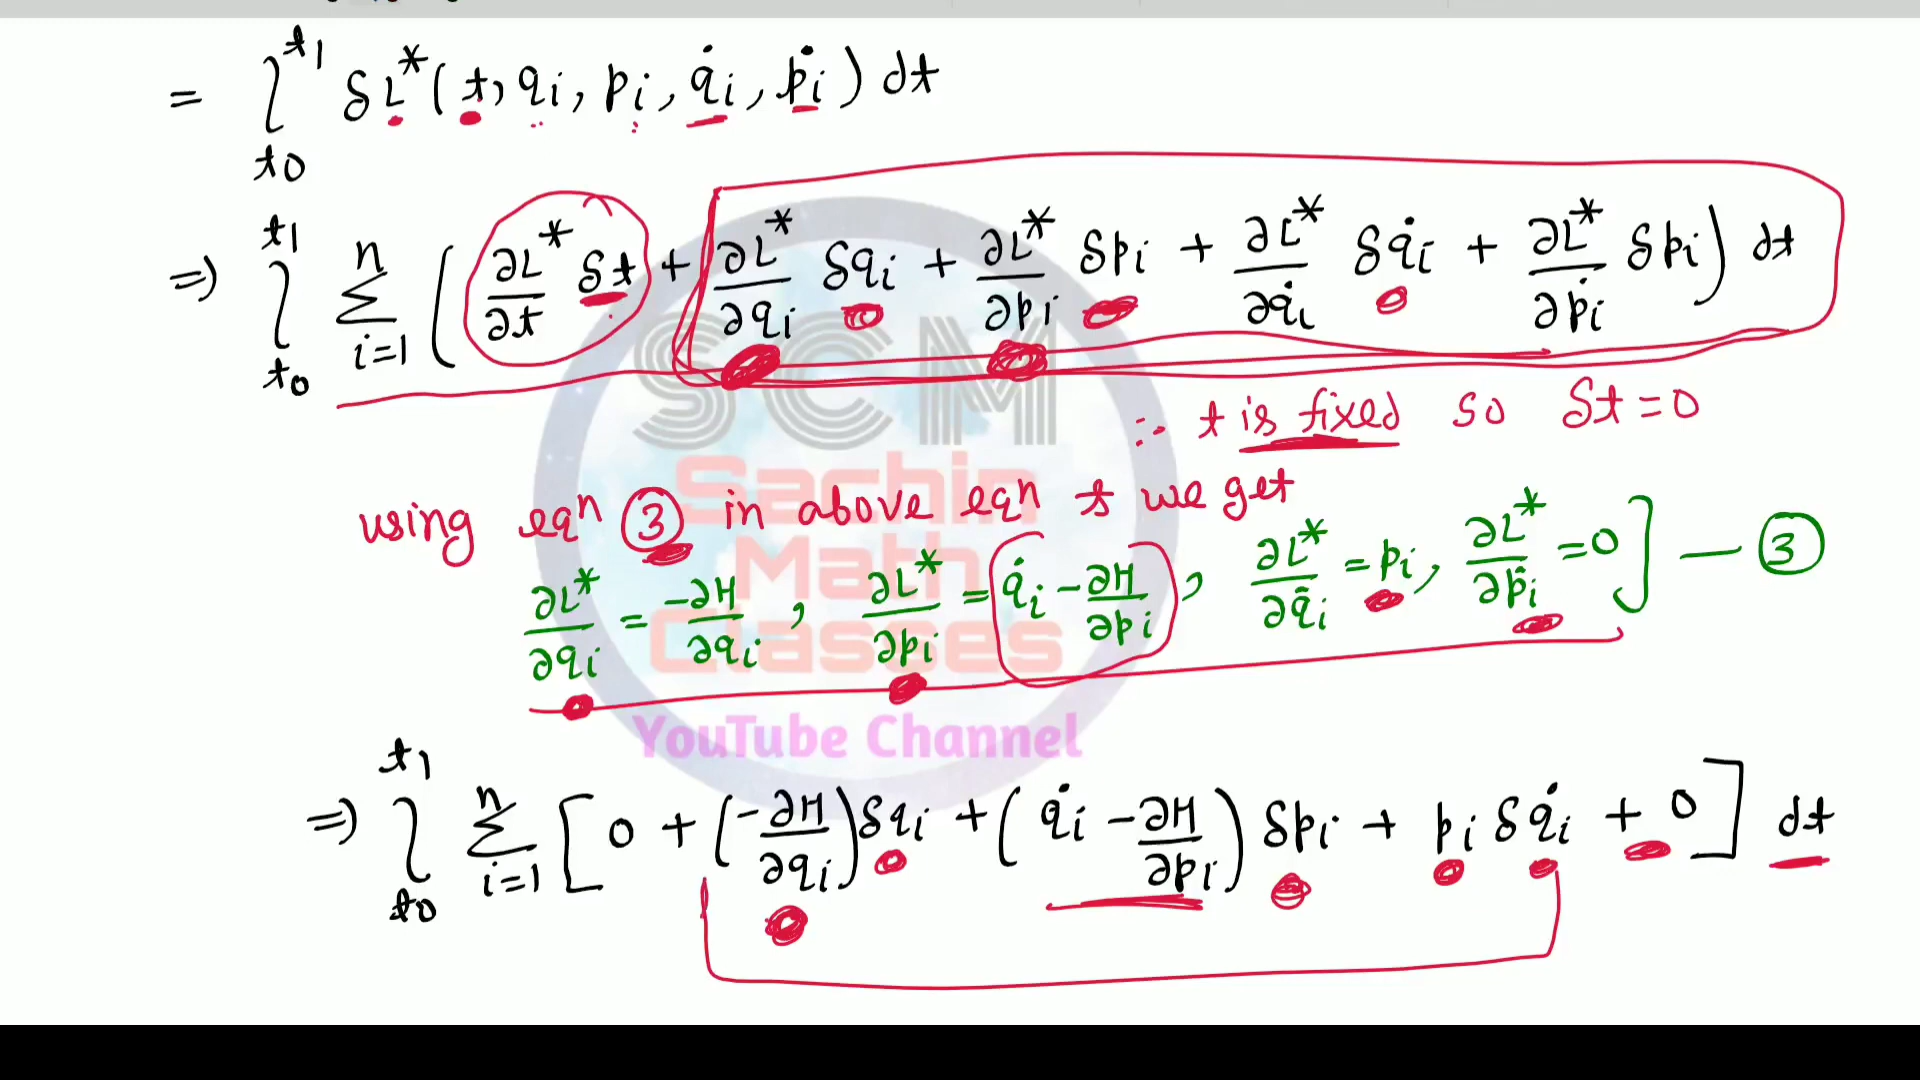 = ∫_{t0}^{t1} δL*(t, qi, pi, q̇i, ṗi) dt
⇒ ∫_{t0}^{t1} Σ_{i=1}^{n} (∂L*/∂t δt + ∂L*/∂qi δqi + ∂L*/∂pi δpi + ∂L*/∂q̇i δq̇i + ∂L*/∂ṗi δṗi) dt
∵ t is fixed so δt = 0
using eqn ③ in above eqn t we get
∂L*/∂qi = -∂H/∂qi, ∂L*/∂pi = q̇i - ∂H/∂pi, ∂L*/∂q̇i = pi, ∂L*/∂ṗi = 0] — ③
⇒ ∫_{t0}^{t1} Σ_{i=1}^{n} [0 + (-∂H/∂qi) δqi + (q̇i - ∂H/∂pi) δpi + pi δq̇i + 0] dt
SCM
Sachin
Math
Classes
YouTube Channel